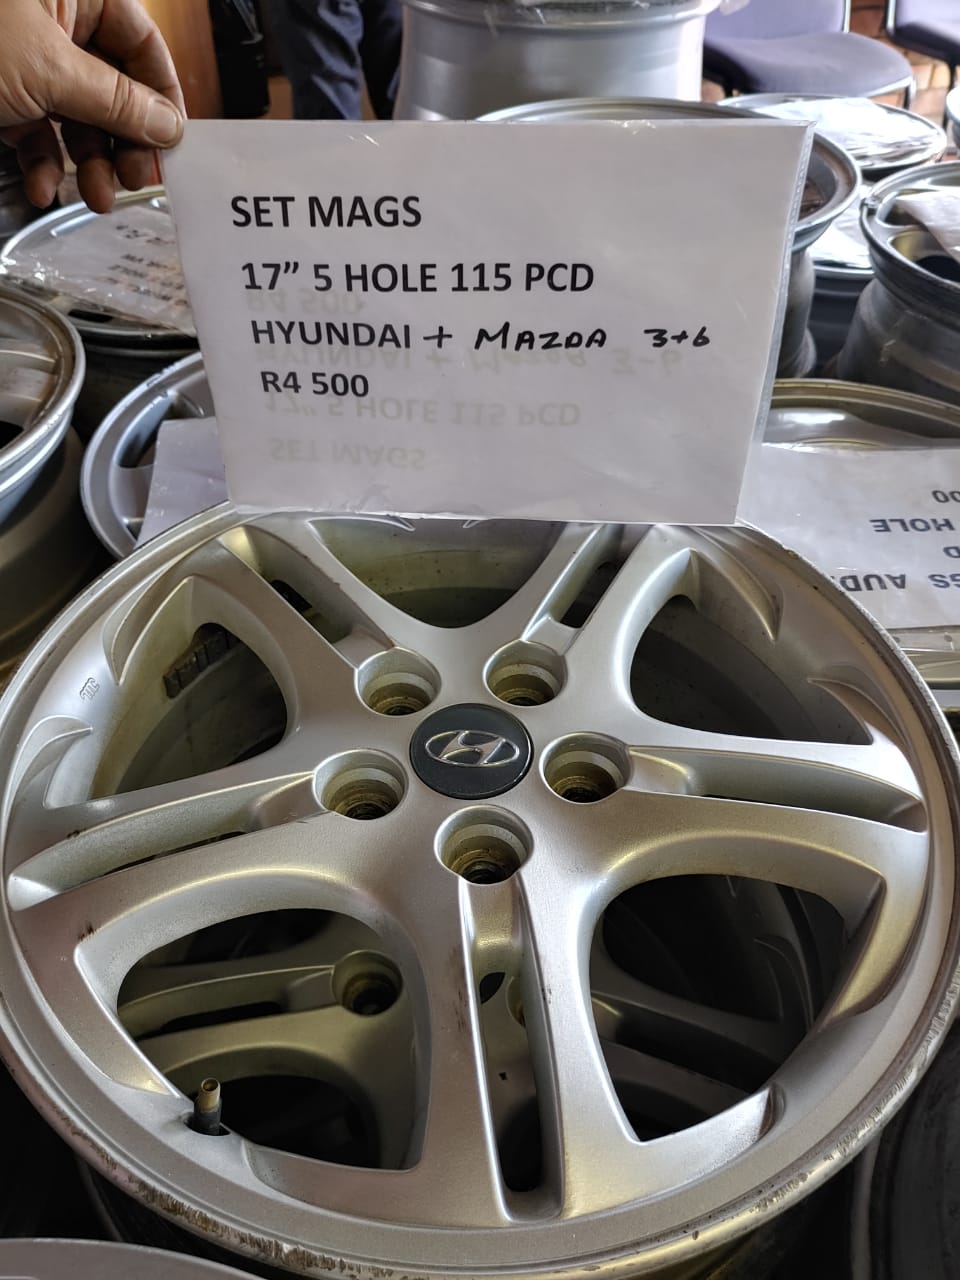 SET MAGS
17” 5 HOLE 115 PCD
HYUNDAI + MAZDA 3+6
R4 500